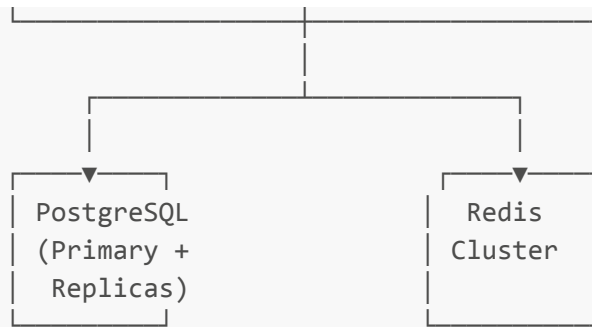 PostgreSQL
Redis
(Primary +
Cluster
Replicas)